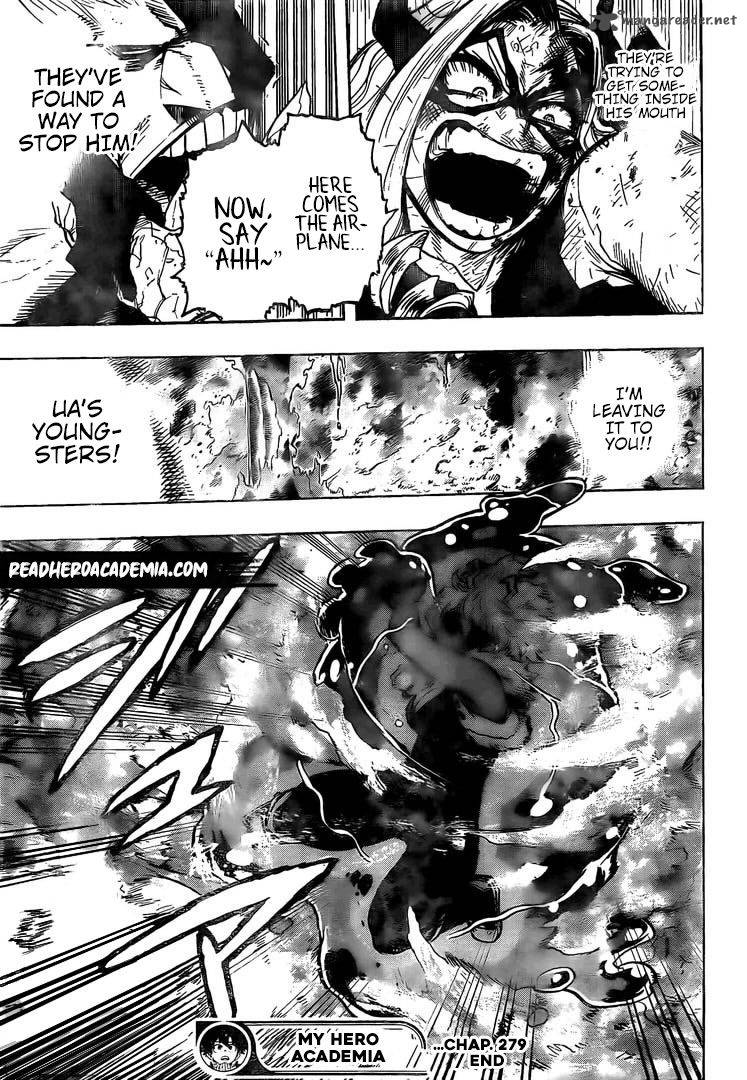 mangareader.net
THEY'RE
TRYING TO
GET SOME-
THING INSIDE
HIS MOUTH
HERE
COMES
THE AIR-
PLANE...
NOW,
SAY
"AHH~"
THEY'VE
FOUND A
WAY TO
STOP HIM!
I'M
LEAVING
IT TO
YOU!!
UA'S
YOUNG-
STERS!
READHEROACADEMIA.COM
MY HERO
ACADEMIA
...CHAP. 279
END